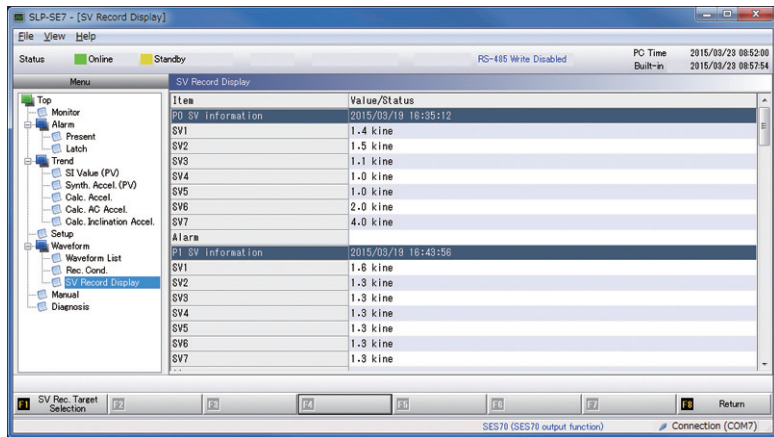 SLP-SE7 - [SV Record Display]
File View Help
Status Online Standby RS-485 Write Disabled PC Time 2015/03/23 08:52:00
Built-in 2015/03/23 08:57:54
Menu SV Record Display
Top
Monitor
Alarm
Present
Latch
Trend
SI Value (PV)
Synth. Accel. (PV)
Calc. Accel.
Calc. AC Accel.
Calc. Inclination Accel.
Setup
Waveform
Waveform List
Rec. Cond.
SV Record Display
Manual
Diagnosis
Item Value/Status
P0 SV information 2015/03/19 16:35:12
SV1 1.4 kine
SV2 1.5 kine
SV3 1.1 kine
SV4 1.0 kine
SV5 1.0 kine
SV6 2.0 kine
SV7 4.0 kine
Alarm
P1 SV information 2015/03/19 16:43:56
SV1 1.6 kine
SV2 1.3 kine
SV3 1.3 kine
SV4 1.3 kine
SV5 1.3 kine
SV6 1.3 kine
SV7 1.3 kine
F1 SV Rec. Target Selection F2 F3 F4 F5 F6 F7 F8 Return
SES70 (SES70 output function) Connection (COM7)